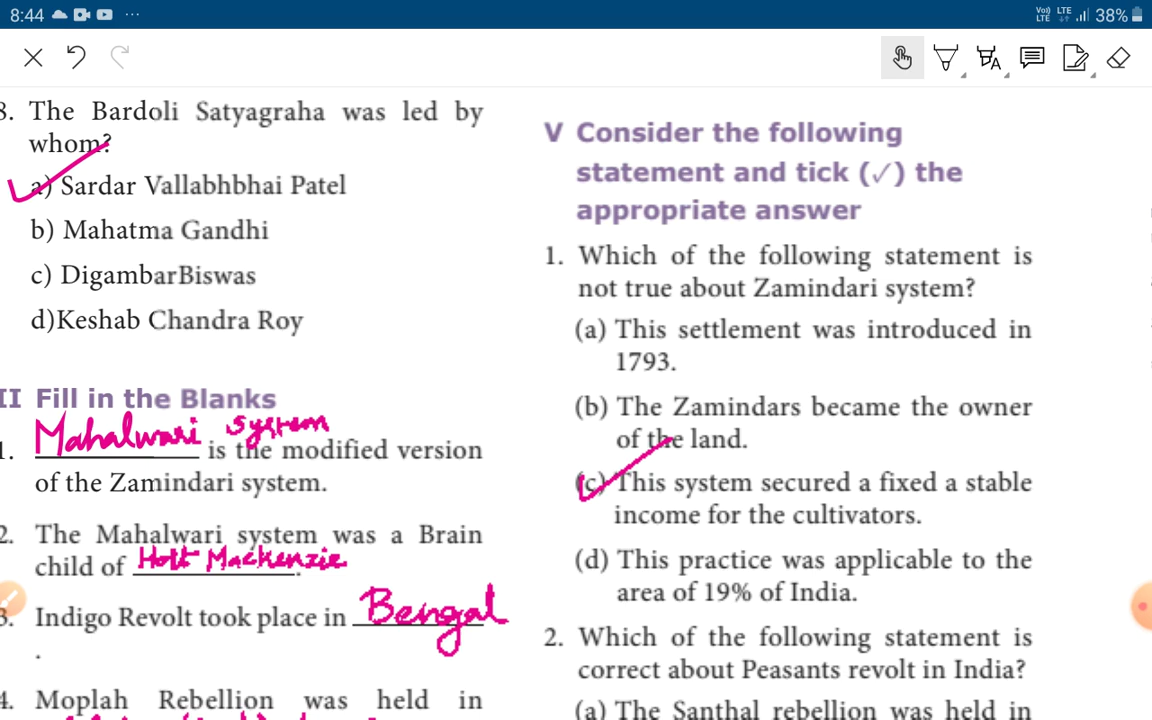 8:44
Vo)) LTE LTE 38%
8. The Bardoli Satyagraha was led by
whom?
a) Sardar Vallabhbhai Patel
b) Mahatma Gandhi
c) DigambarBiswas
d)Keshab Chandra Roy
II Fill in the Blanks
Mahalwari system
1. ____________ is the modified version
of the Zamindari system.
2. The Mahalwari system was a Brain
child of Holt Mackenzie.
3. Indigo Revolt took place in Bengal
.
4. Moplah Rebellion was held in
V Consider the following
statement and tick (✓) the
appropriate answer
1. Which of the following statement is
not true about Zamindari system?
(a) This settlement was introduced in
1793.
(b) The Zamindars became the owner
of the land.
(c) This system secured a fixed a stable
income for the cultivators.
(d) This practice was applicable to the
area of 19% of India.
2. Which of the following statement is
correct about Peasants revolt in India?
(a) The Santhal rebellion was held in